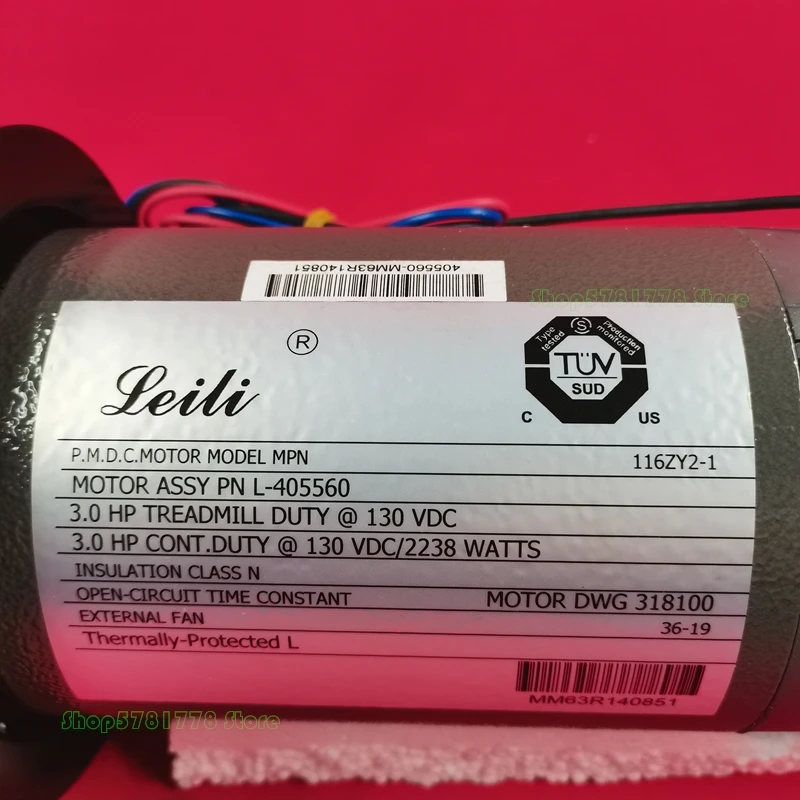 405560-MM63R140851
Shop5781778 Store
®
Leili
Type tested
S
Production monitored
TÜV
SUD
C US
P.M.D.C.MOTOR MODEL MPN 116ZY2-1
MOTOR ASSY PN L-405560
3.0 HP TREADMILL DUTY @ 130 VDC
3.0 HP CONT.DUTY @ 130 VDC/2238 WATTS
INSULATION CLASS N
OPEN-CIRCUIT TIME CONSTANT MOTOR DWG 318100
EXTERNAL FAN 36-19
Thermally-Protected L
MM63R140851
Shop5781778 Store